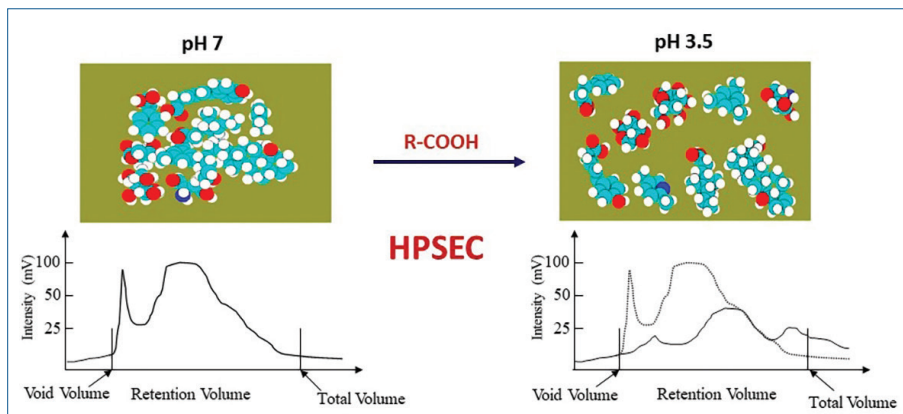 pH 7
pH 3.5
R-COOH
HPSEC
Intensity (mV)
100
50
25
Void Volume
Retention Volume
Total Volume
Intensity (mV)
100
50
25
Void Volume
Retention Volume
Total Volume